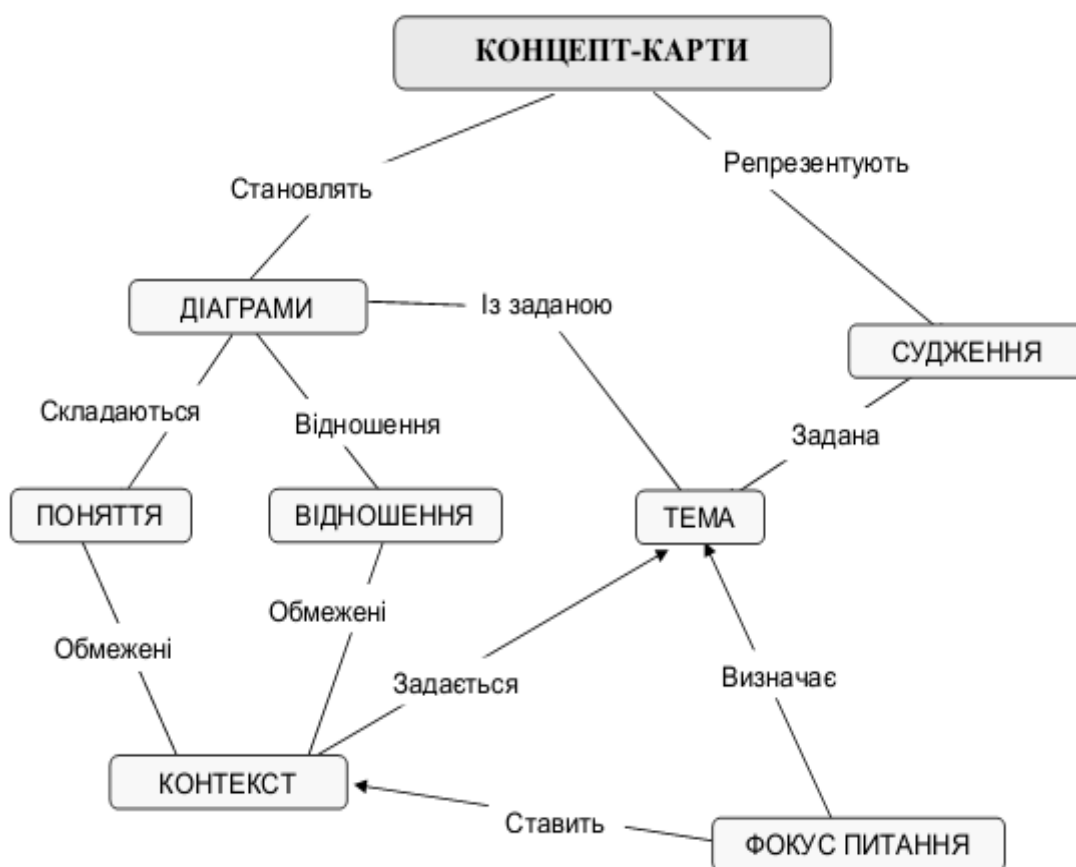 КОНЦЕПТ-КАРТИ
Репрезентують
Становлять
ДІАГРАМИ
Із заданою
СУДЖЕННЯ
Складаються
Відношення
Задана
ПОНЯТТЯ
ВІДНОШЕННЯ
ТЕМА
Обмежені
Обмежені
Задається
Визначає
КОНТЕКСТ
Ставить
ФОКУС ПИТАННЯ